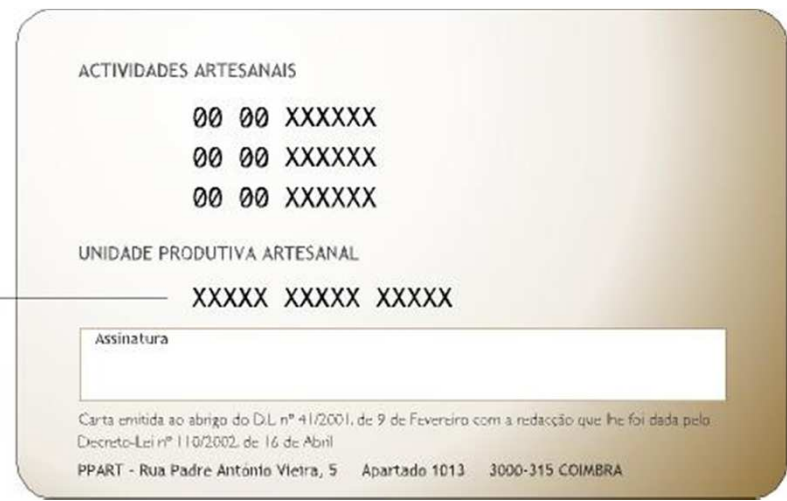 ACTIVIDADES ARTESANAIS
00 00 XXXXXX
00 00 XXXXXX
00 00 XXXXXX
UNIDADE PRODUTIVA ARTESANAL
XXXXX XXXXX XXXXX
Assinatura
Carta emitida ao abrigo do D.L nº 41/2001, de 9 de Fevereiro com a redacção que lhe foi dada pelo
Decreto-Lei nº 110/2002, de 16 de Abril
PPART - Rua Padre António Vieira, 5 Apartado 1013 3000-315 COIMBRA